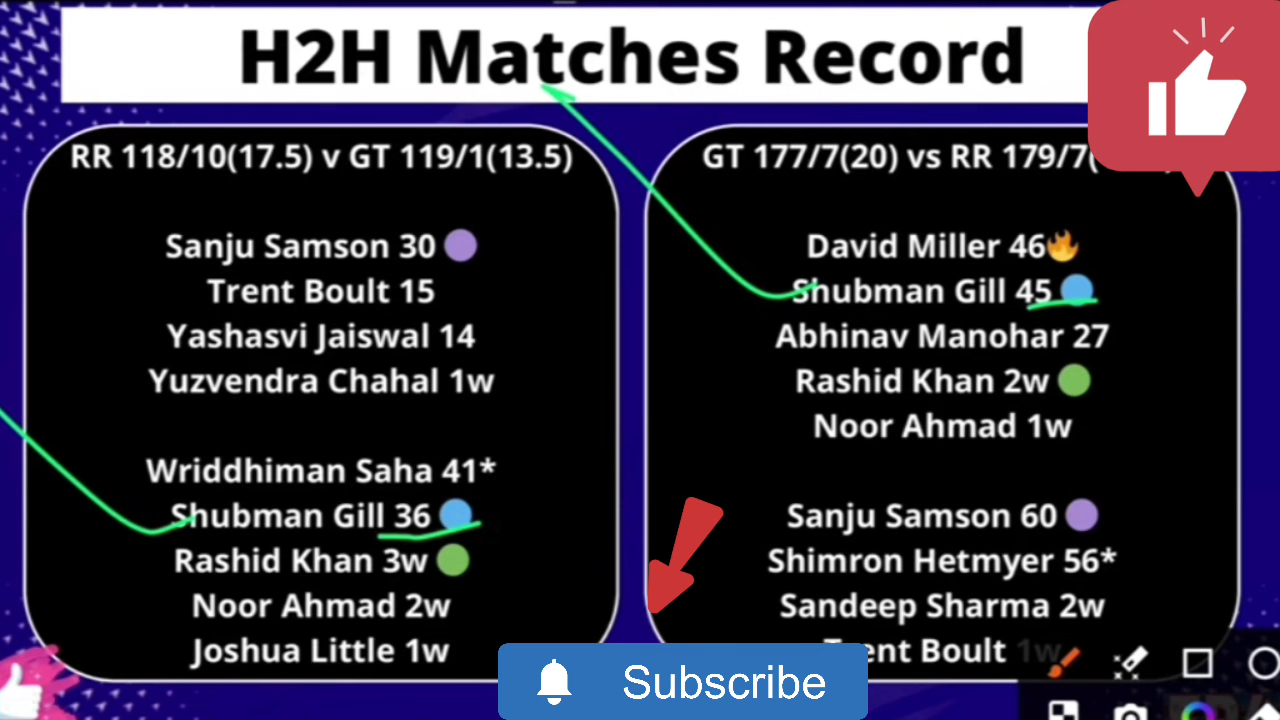 H2H Matches Record
RR 118/10(17.5) v GT 119/1(13.5)
Sanju Samson 30
Trent Boult 15
Yashasvi Jaiswal 14
Yuzvendra Chahal 1w
Wriddhiman Saha 41*
Shubman Gill 36
Rashid Khan 3w
Noor Ahmad 2w
Joshua Little 1w
GT 177/7(20) vs RR 179/7(
David Miller 46
Shubman Gill 45
Abhinav Manohar 27
Rashid Khan 2w
Noor Ahmad 1w
Sanju Samson 60
Shimron Hetmyer 56*
Sandeep Sharma 2w
Trent Boult 1w
Subscribe